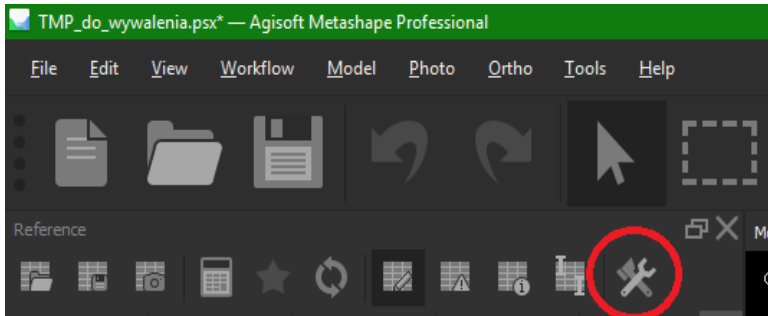 TMP_do_wywalenia.psx* — Agisoft Metashape Professional
File Edit View Workflow Model Photo Ortho Tools Help
Reference